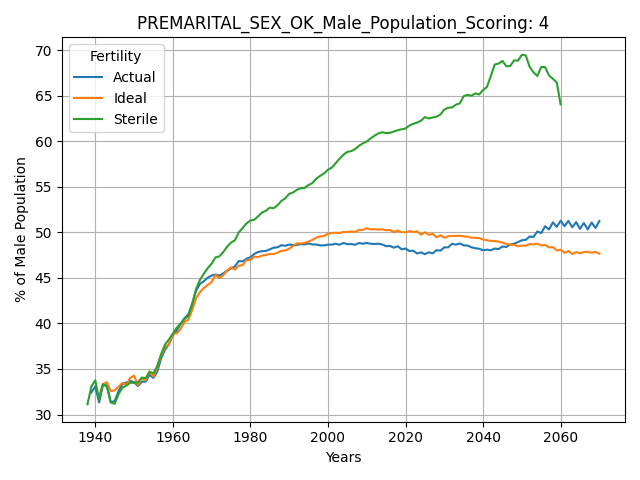 PREMARITAL_SEX_OK_Male_Population_Scoring: 4
Fertility
Actual
Ideal
Sterile
% of Male Population
70
65
60
55
50
45
40
35
30
1940
1960
1980
2000
2020
2040
2060
Years